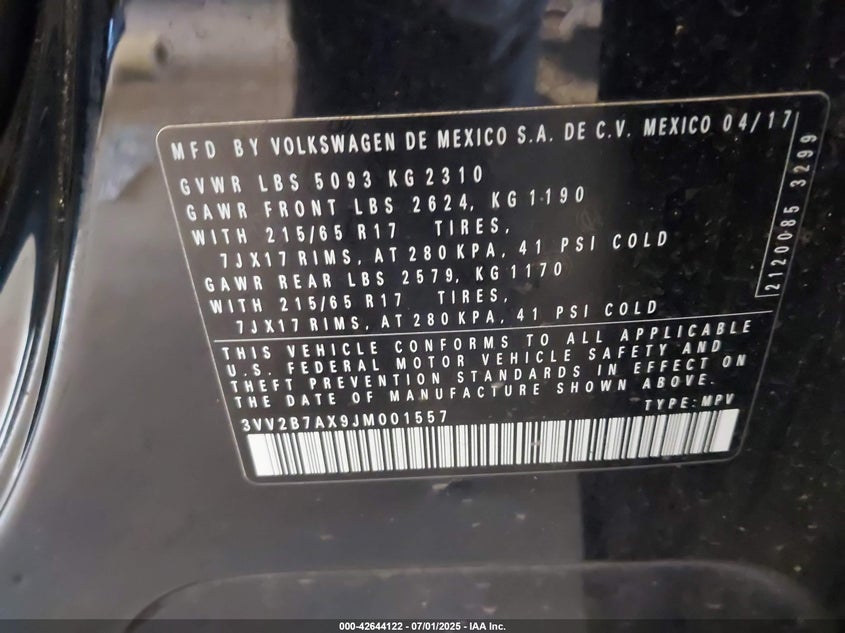 MFD BY VOLKSWAGEN DE MEXICO S.A. DE C.V. MEXICO 04/17
GVWR LBS 5093 KG 2310
GAWR FRONT LBS 2624, KG 1190
WITH 215/65 R17 TIRES,
7JX17 RIMS, AT 280 KPA, 41 PSI COLD
GAWR REAR LBS 2579, KG 1170
WITH 215/65 R17 TIRES,
7JX17 RIMS, AT 280 KPA, 41 PSI COLD
2120085 3299
THIS VEHICLE CONFORMS TO ALL APPLICABLE
U.S. FEDERAL MOTOR VEHICLE SAFETY AND
THEFT PREVENTION STANDARDS IN EFFECT ON
THE DATE OF MANUFACTURE SHOWN ABOVE.
3VV2B7AX9JM001557 TYPE: MPV
000-42644122 - 07/01/2025 - IAA Inc.